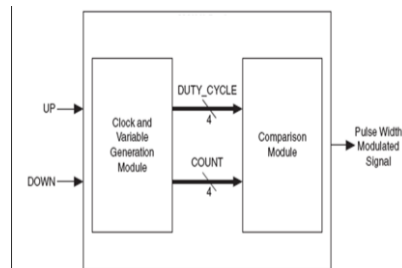 UP
DOWN
Clock and
Variable
Generation
Module
DUTY_CYCLE
4
COUNT
4
Comparison
Module
Pulse Width
Modulated
Signal